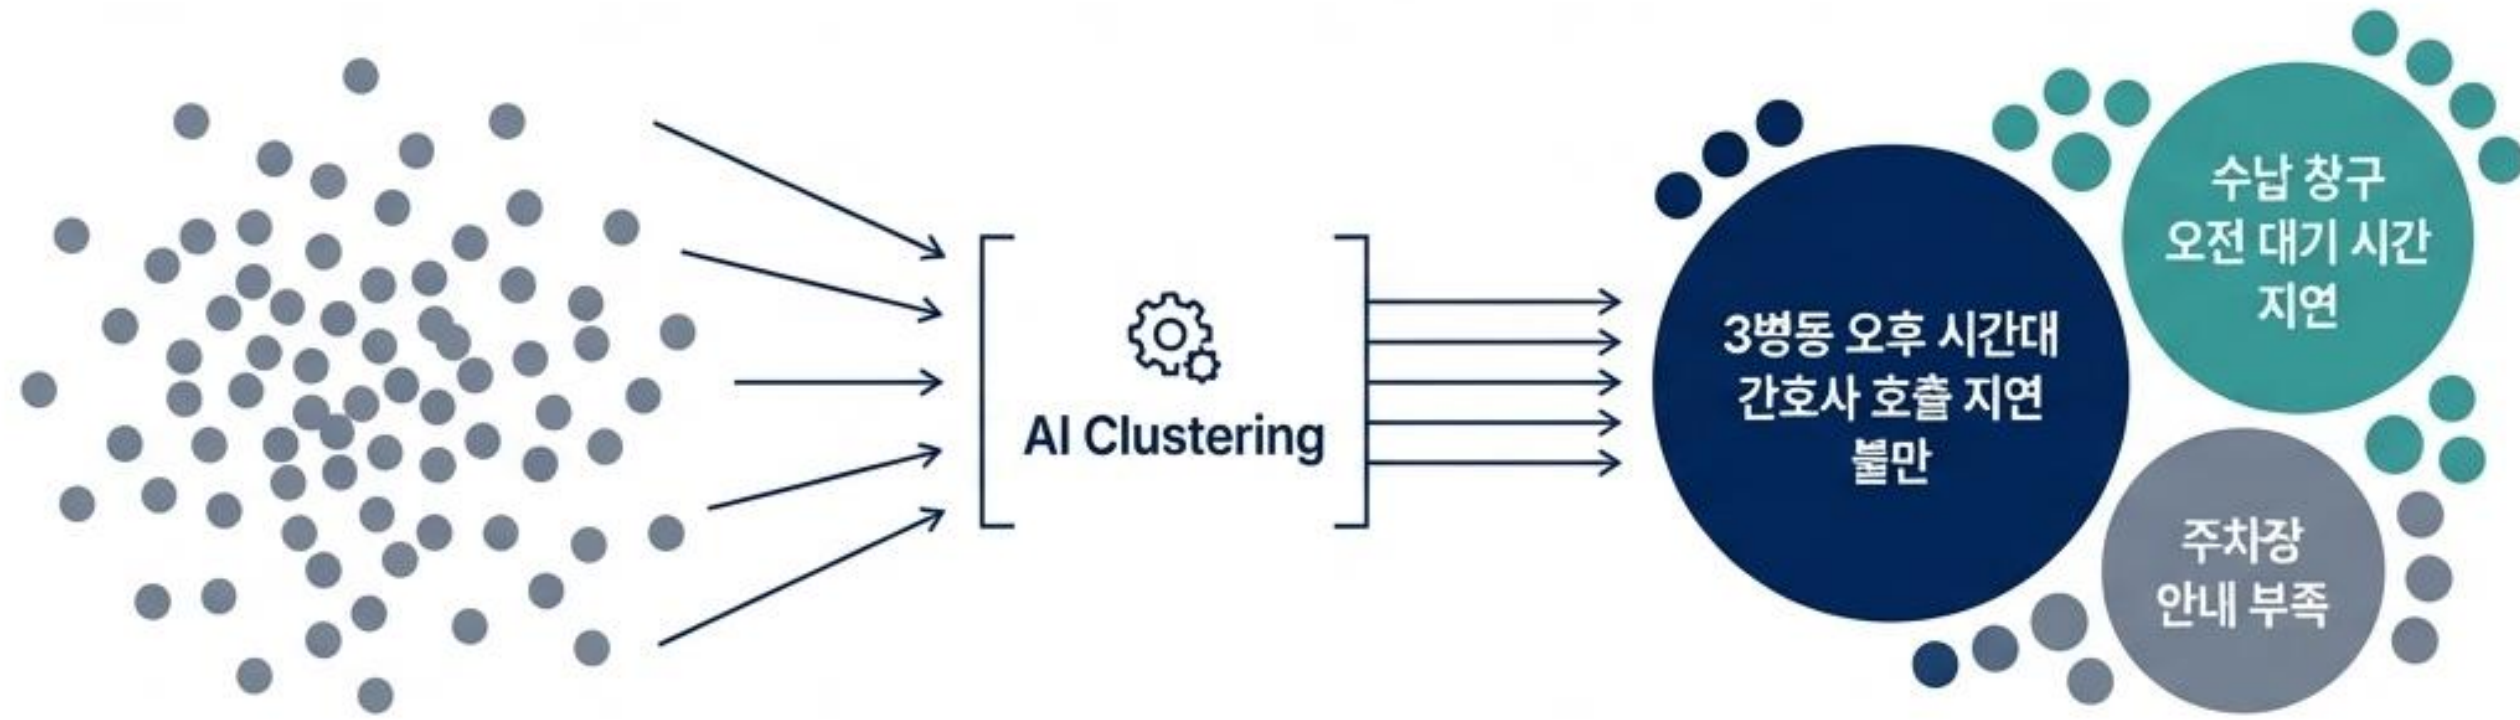 AI Clustering
3병동 오후 시간대
간호사 호출 지연
불만
수납 창구
오전 대기 시간
지연
주차장
안내 부족